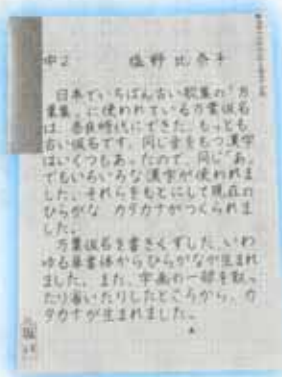 中2 塩野比奈子
日本でいちばん古い歌集の「万
葉集」に使われている万葉仮名
は、奈良時代にできた、もっとも
古い仮名です。同じ音をもつ漢字
はいくつもあったので、同じ「あ」
でもいろいろな漢字が使われま
した。それらをもとにして現在の
ひらがな、カタカナがつくられま
した。
万葉仮名を書きくずした、いわ
ゆる草書体からひらがなが生まれ
ました。また、字画の一部を取っ
たり省いたりしたところから、カ
タカナが生まれました。